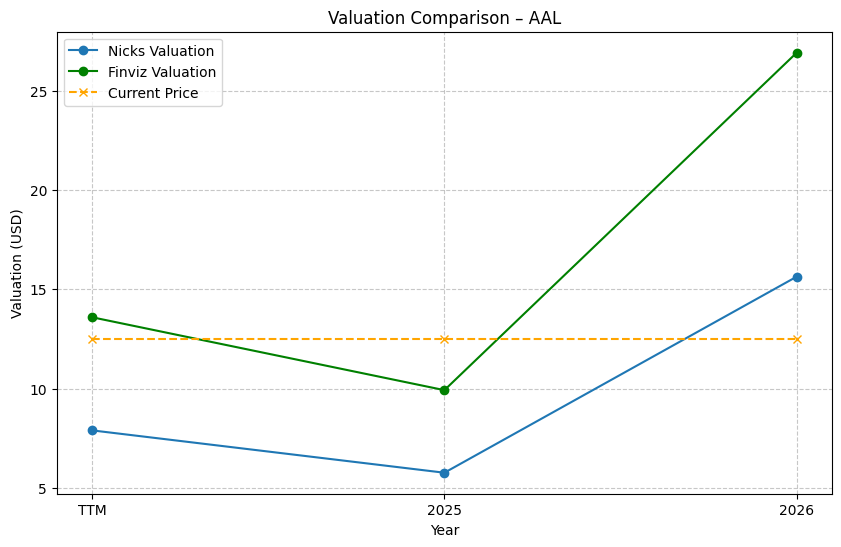 Valuation Comparison – AAL
Nicks Valuation
Finviz Valuation
Current Price
Valuation (USD)
25
20
15
10
5
TTM
2025
2026
Year